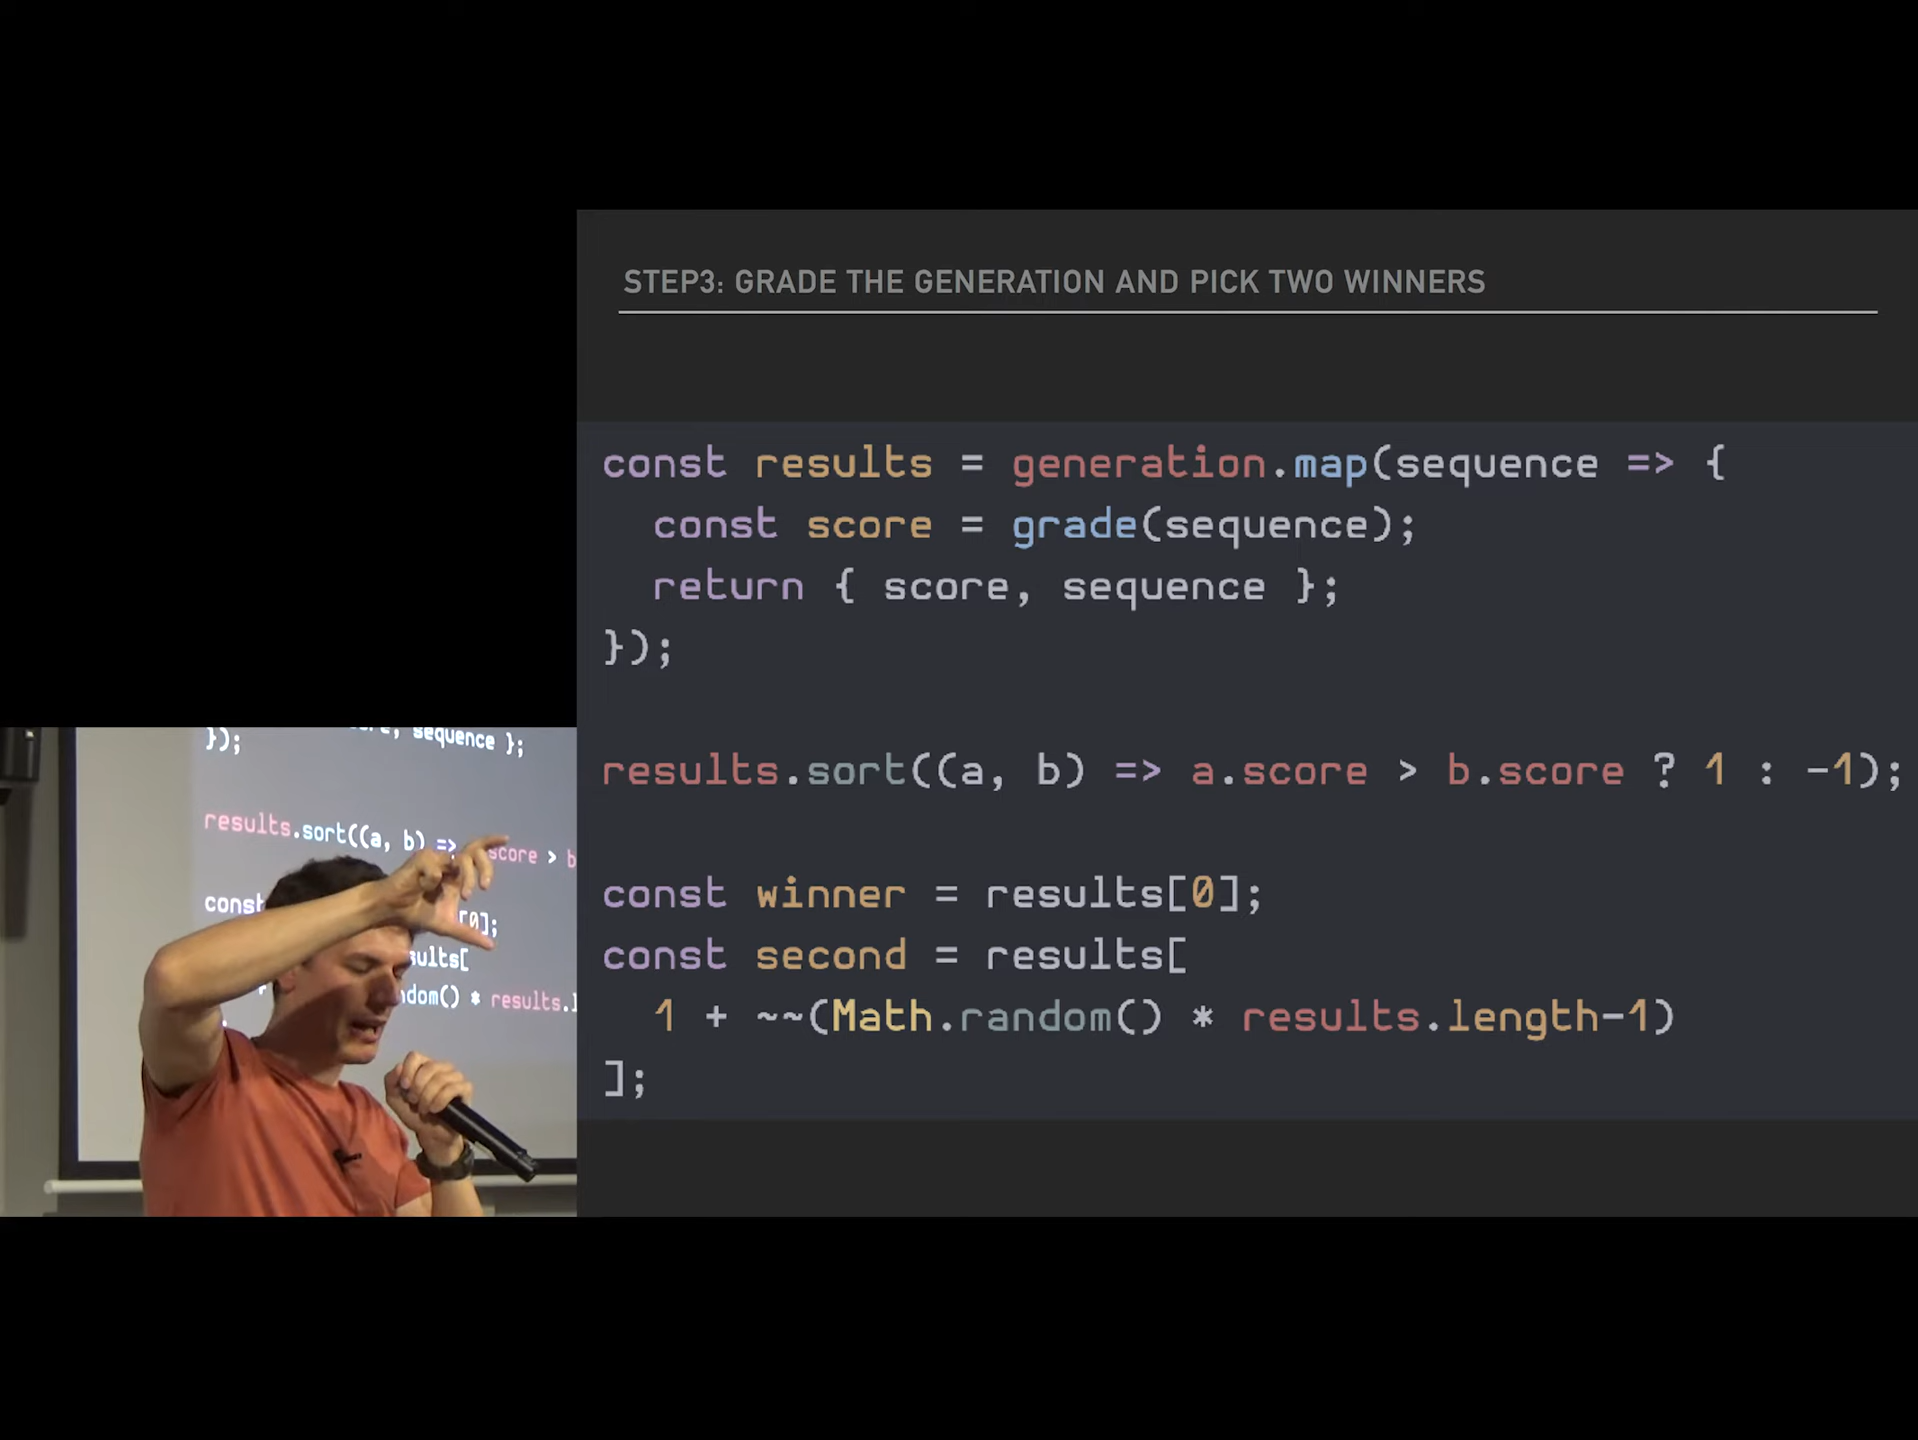 STEP3: GRADE THE GENERATION AND PICK TWO WINNERS
const results = generation.map(sequence => {
  const score = grade(sequence);
  return { score, sequence };
});
results.sort((a, b) => a.score > b.score ? 1 : -1);
const winner = results[0];
const second = results[
  1 + ~~(Math.random() * results.length-1)
];
sequence };
});
results.sort((a, b) => score > b
const [0];
sults[
dom() * results.l